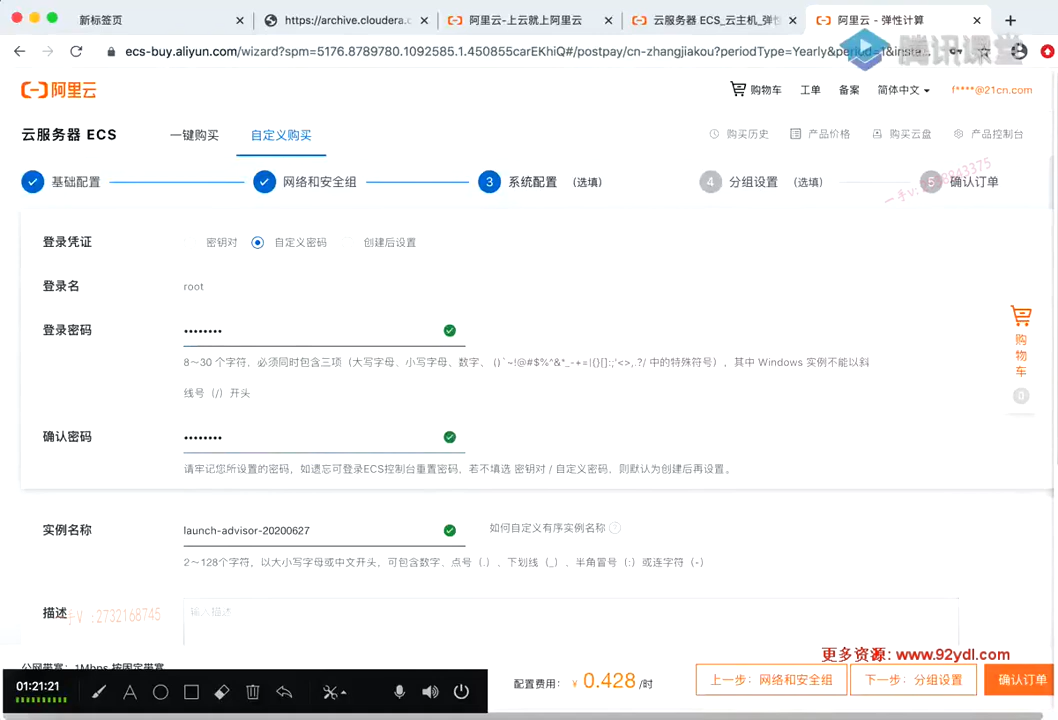 新标签页
https://archive.cloudera.c
阿里云-上云就上阿里云
云服务器 ECS_云主机_弹性
阿里云 - 弹性计算
ecs-buy.aliyun.com/wizard?spm=5176.8789780.1092585.1.450855carEKhiQ#/postpay/cn-zhangjiakou?periodType=Yearly&period=1&insta...
腾讯课堂
阿里云
购物车
工单
备案
简体中文
f****@21cn.com
云服务器 ECS
一键购买
自定义购买
购买历史
产品价格
购买云盘
产品控制台
基础配置
网络和安全组
3 系统配置 (选填)
4 分组设置 (选填)
5 确认订单
登录凭证
密钥对
自定义密码
创建后设置
登录名
root
登录密码
••••••••
8～30 个字符，必须同时包含三项（大写字母、小写字母、数字、 ()`~!@#$%^&*_-+=|{}[]:;'<>,.?/ 中的特殊符号），其中 Windows 实例不能以斜
线号（/）开头
购物车
0
确认密码
••••••••
请牢记您所设置的密码，如遗忘可登录ECS控制台重置密码。若不填选 密钥对 / 自定义密码，则默认为创建后再设置。
实例名称
launch-advisor-20200627
如何自定义有序实例名称
2～128个字符，以大小写字母或中文开头，可包含数字、点号（.）、下划线（_）、半角冒号（:）或连字符（-）
描述
手V :2732168745
输入描述
更多资源: www.92ydl.com
公网带宽：1Mbps 按固定带宽
01:21:21
配置费用： ¥ 0.428 /时
上一步：网络和安全组
下一步：分组设置
确认订单